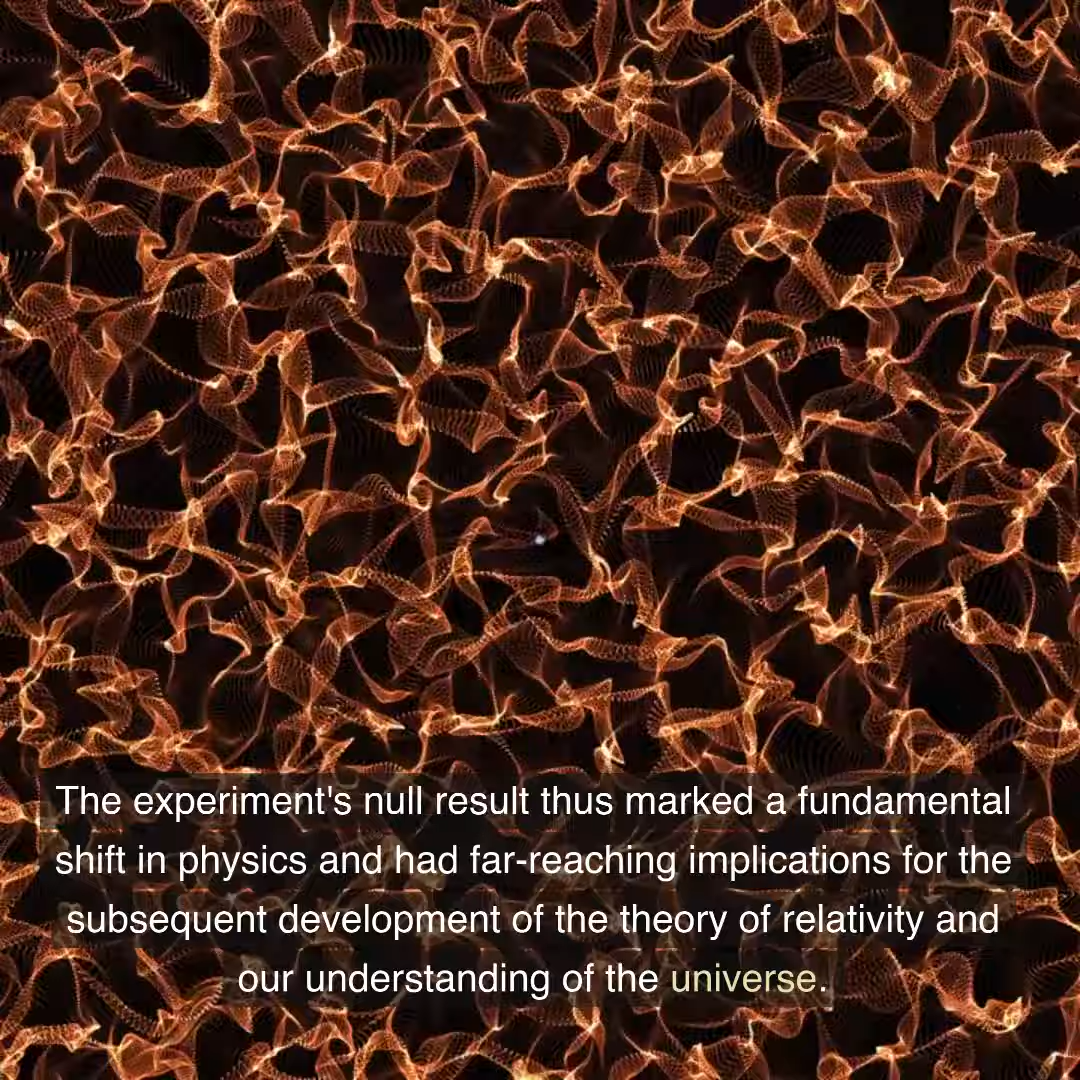 The experiment's null result thus marked a fundamental
shift in physics and had far-reaching implications for the
subsequent development of the theory of relativity and
our understanding of the universe.